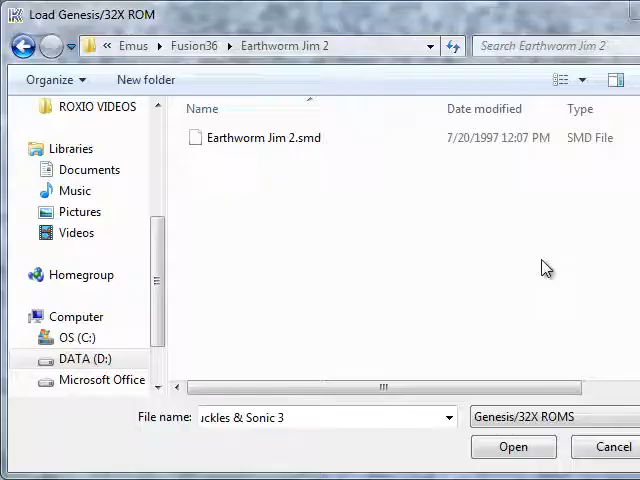 Load Genesis/32X ROM
« Emus Fusion36 Earthworm Jim 2 Search Earthworm Jim 2
Organize New folder
ROXIO VIDEOS
Libraries
Documents
Music
Pictures
Videos
Homegroup
Computer
OS (C:)
DATA (D:)
Microsoft Office
Name Date modified Type
Earthworm Jim 2.smd 7/20/1997 12:07 PM SMD File
File name: uckles & Sonic 3 Genesis/32X ROMS
Open Cancel